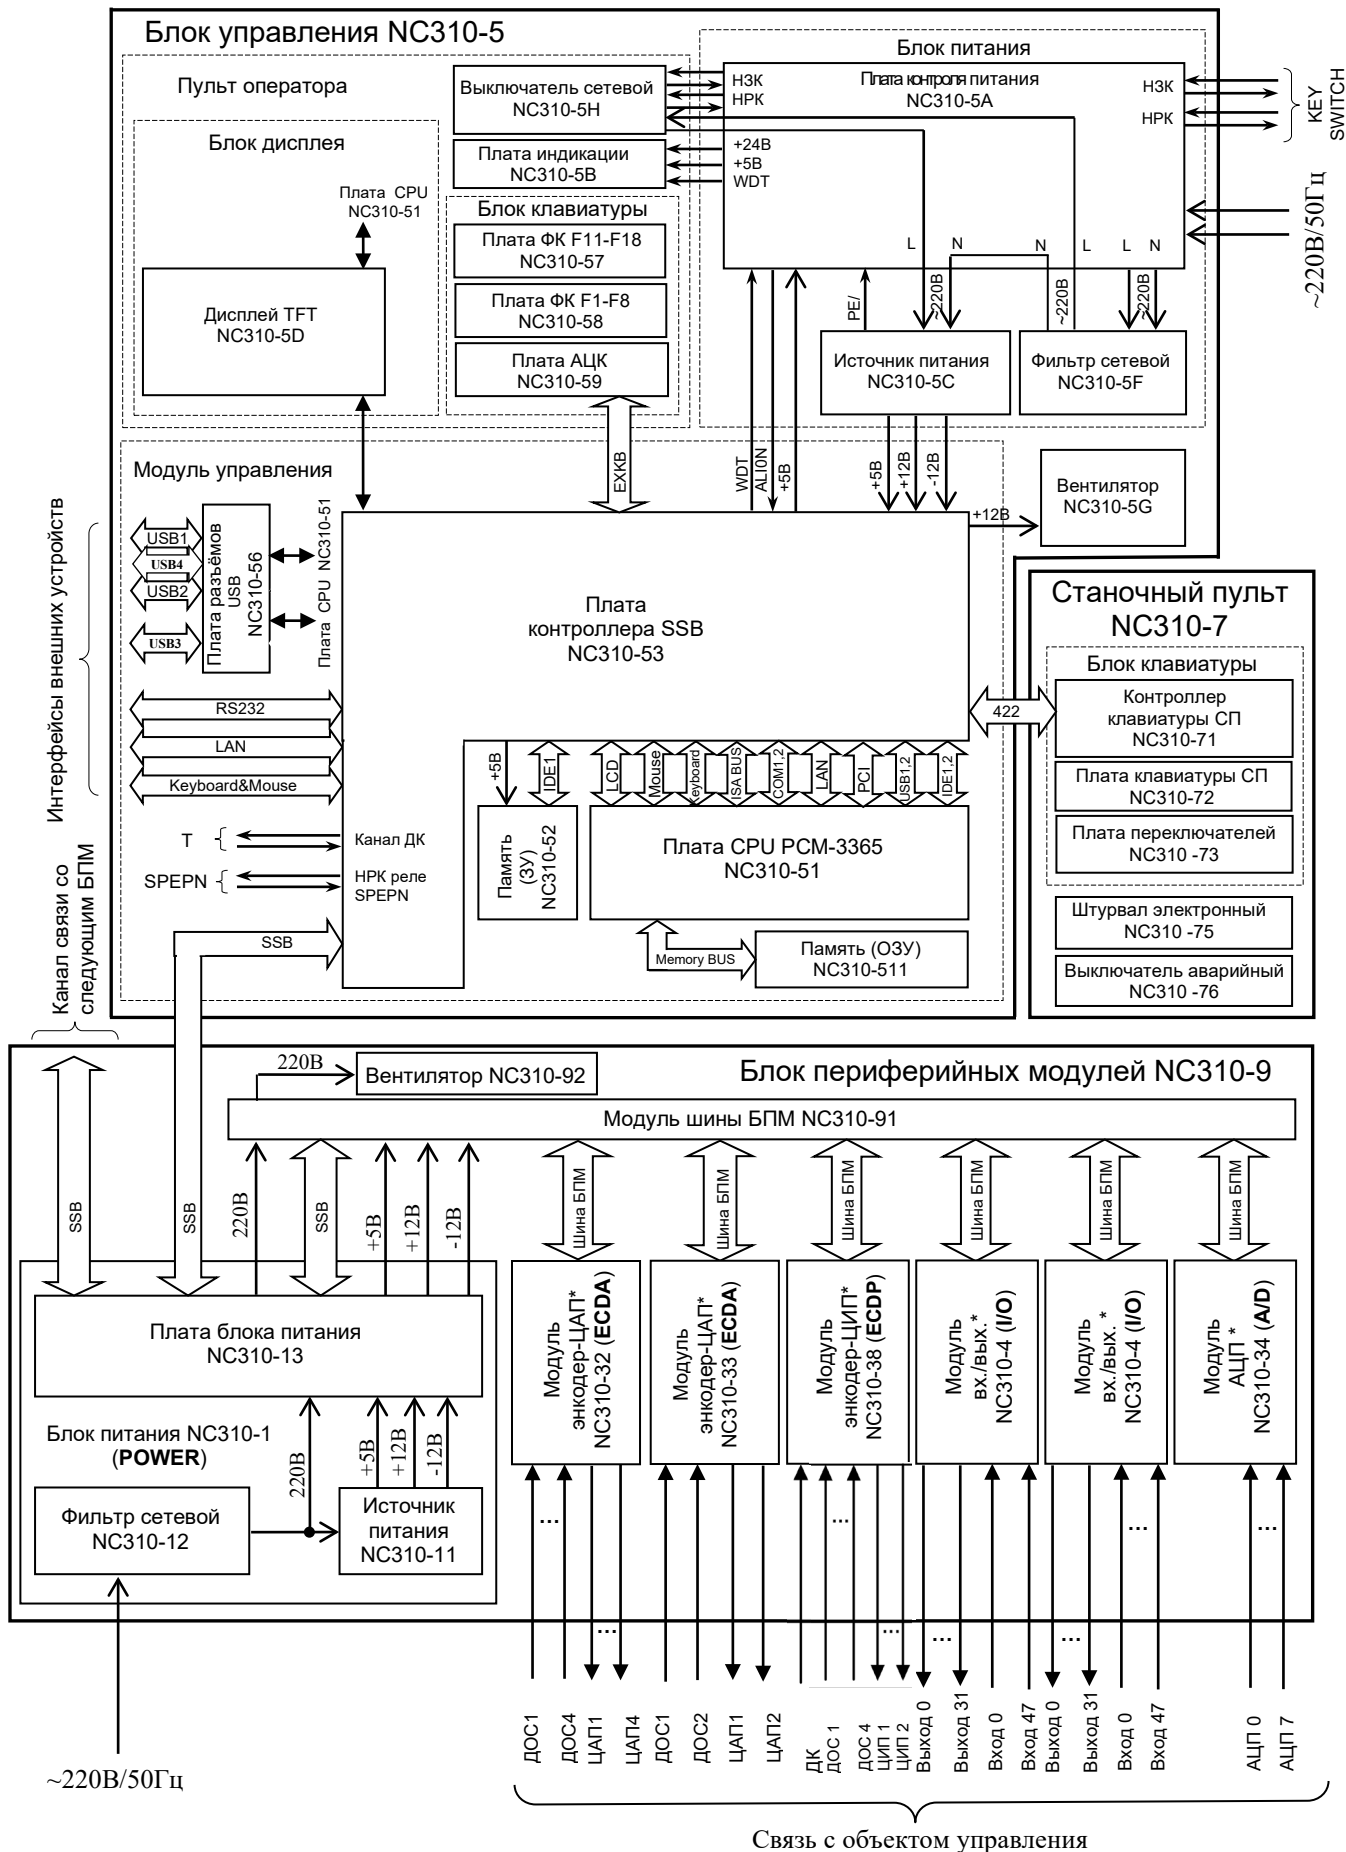 Блок управления NC310-5
Пульт оператора
Блок дисплея
Плата CPU
NC310-51
Дисплей TFT
NC310-5D
Выключатель сетевой
NC310-5H
Плата индикации
NC310-5B
Блок клавиатуры
Плата ФК F11-F18
NC310-57
Плата ФК F1-F8
NC310-58
Плата АЦК
NC310-59
Блок питания
Плата контроля питания
NC310-5A
НЗК
НРК
+24В
+5В
WDT
НЗК
НРК
KEY
SWITCH
~220В/50Гц
L
N
N
L
L
N
PE/
~220В
~220В
~220В
Источник питания
NC310-5C
Фильтр сетевой
NC310-5F
WDT
ALI0N
+5В
+5В
+12В
-12В
EXKB
Модуль управления
Вентилятор
NC310-5G
+12В
Интерфейсы внешних устройств
USB1
USB4
USB2
USB3
Плата разъёмов
USB
NC310-56
Плата CPU NC310-51
Плата
контроллера SSB
NC310-53
RS232
LAN
Keyboard&Mouse
T
Канал ДК
SPEPN
НРК реле
SPEPN
SSB
+5В
IDE1
LCD
Mouse
Keyboard
ISA BUS
COM1,2
LAN
PCI
USB1,2
IDE1,2
422
Память
(ЗУ)
NC310-52
Плата CPU PCM-3365
NC310-51
Memory BUS
Память (ОЗУ)
NC310-511
Станочный пульт
NC310-7
Блок клавиатуры
Контроллер
клавиатуры СП
NC310-71
Плата клавиатуры СП
NC310-72
Плата переключателей
NC310 -73
Штурвал электронный
NC310 -75
Выключатель аварийный
NC310 -76
Канал связи со
следующим БПМ
220В
Вентилятор NC310-92
Блок периферийных модулей NC310-9
Модуль шины БПМ NC310-91
SSB
SSB
220В
SSB
+5В
+12В
-12В
Шина БПМ
Шина БПМ
Шина БПМ
Шина БПМ
Шина БПМ
Шина БПМ
Плата блока питания
NC310-13
Блок питания NC310-1
(POWER)
220В
+5В
+12В
-12В
Фильтр сетевой
NC310-12
Источник
питания
NC310-11
Модуль
энкодер-ЦАП*
NC310-32 (ECDA)
Модуль
энкодер-ЦАП*
NC310-33 (ECDA)
Модуль
энкодер-ЦИП*
NC310-38 (ECDP)
Модуль
вх./вых.*
NC310-4 (I/O)
Модуль
вх./вых.*
NC310-4 (I/O)
Модуль
АЦП *
NC310-34 (A/D)
...
...
...
...
...
...
...
...
...
ДОС1
ДОС4
ЦАП1
ЦАП4
ДОС1
ДОС2
ЦАП1
ЦАП2
ДК
ДОС 1
ДОС 4
ЦИП 1
ЦИП 2
Выход 0
Выход 31
Вход 0
Вход 47
Выход 0
Выход 31
Вход 0
Вход 47
АЦП 0
АЦП 7
~220В/50Гц
Связь с объектом управления